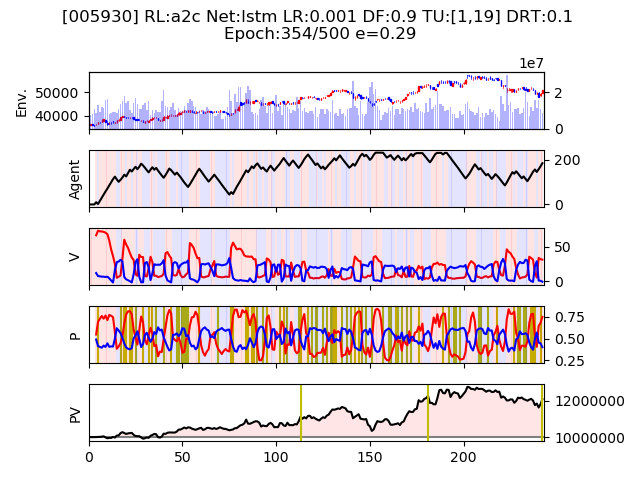 [005930] RL:a2c Net:lstm LR:0.001 DF:0.9 TU:[1,19] DRT:0.1
Epoch:354/500 e=0.29
1e7
Env.
50000
40000
2
0
Agent
200
0
V
50
0
P
0.75
0.50
0.25
PV
12000000
10000000
0 50 100 150 200